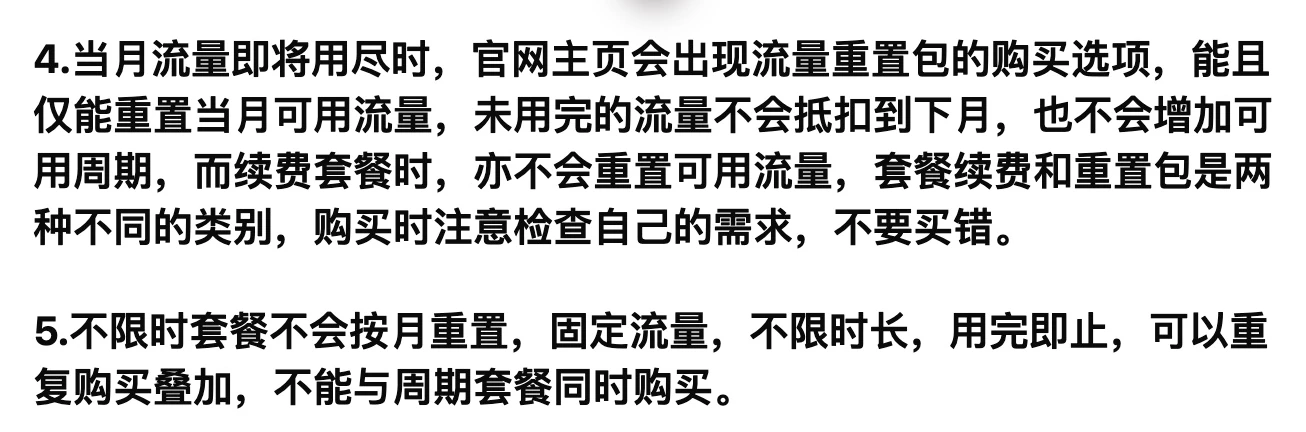 4.当月流量即将用尽时，官网主页会出现流量重置包的购买选项，能且
仅能重置当月可用流量，未用完的流量不会抵扣到下月，也不会增加可
用周期，而续费套餐时，亦不会重置可用流量，套餐续费和重置包是两
种不同的类别，购买时注意检查自己的需求，不要买错。
5.不限时套餐不会按月重置，固定流量，不限时长，用完即止，可以重
复购买叠加，不能与周期套餐同时购买。